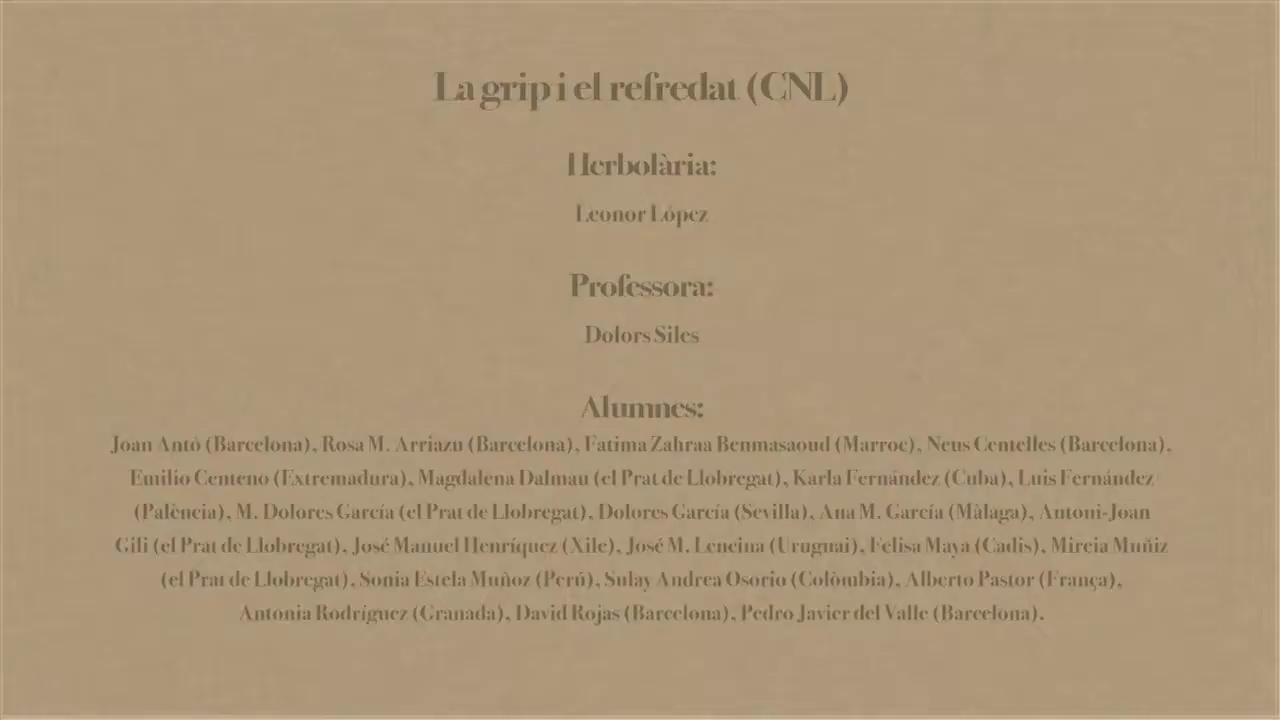 La grip i el refredat (CNL)
Herbolària:
Leonor López
Professora:
Dolors Siles
Alumnes:
Joan Antó (Barcelona), Rosa M. Arriazu (Barcelona), Fatima Zahraa Benmasaoud (Marroc), Neus Centelles (Barcelona),
Emilio Centeno (Extremadura), Magdalena Dalmau (el Prat de Llobregat), Karla Fernández (Cuba), Luis Fernández
(Palència), M. Dolores García (el Prat de Llobregat), Dolores García (Sevilla), Ana M. García (Màlaga), Antoni-Joan
Gili (el Prat de Llobregat), José Manuel Henríquez (Xile), José M. Lencina (Uruguai), Felisa Maya (Cadis), Mireia Muñiz
(el Prat de Llobregat), Sonia Estela Muñoz (Perú), Sulay Andrea Osorio (Colòmbia), Alberto Pastor (França),
Antonia Rodríguez (Granada), David Rojas (Barcelona), Pedro Javier del Valle (Barcelona).